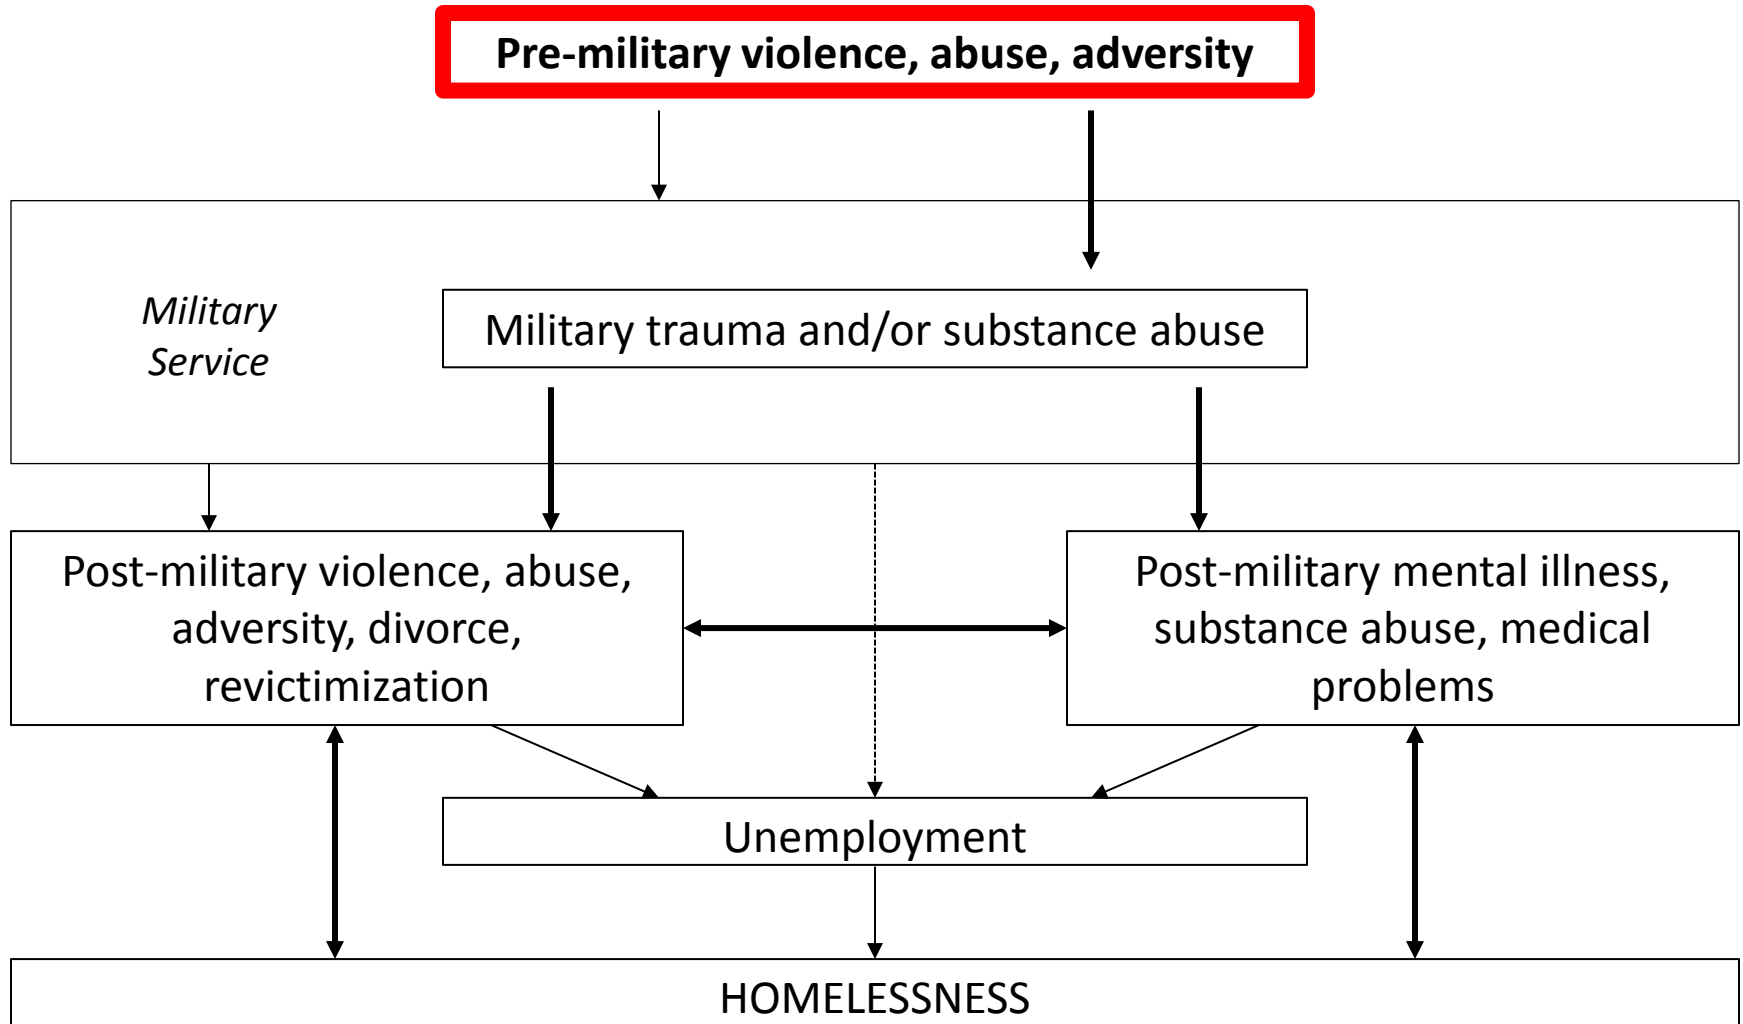 Pre-military violence, abuse, adversity
Military
Service
Military trauma and/or substance abuse
Post-military violence, abuse,
adversity, divorce,
revictimization
Post-military mental illness,
substance abuse, medical
problems
Unemployment
HOMELESSNESS